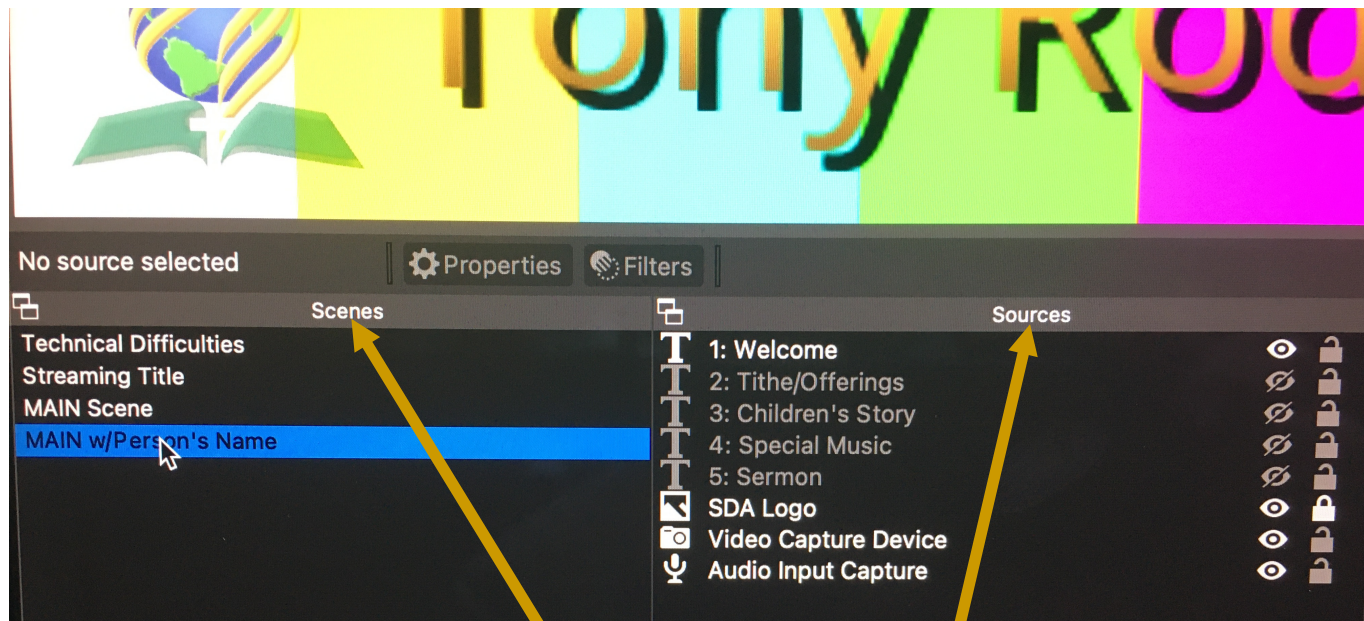 Tony Roa
No source selected
Properties
Filters
Scenes
Technical Difficulties
Streaming Title
MAIN Scene
MAIN w/Person's Name
Sources
1: Welcome
2: Tithe/Offerings
3: Children's Story
4: Special Music
5: Sermon
SDA Logo
Video Capture Device
Audio Input Capture